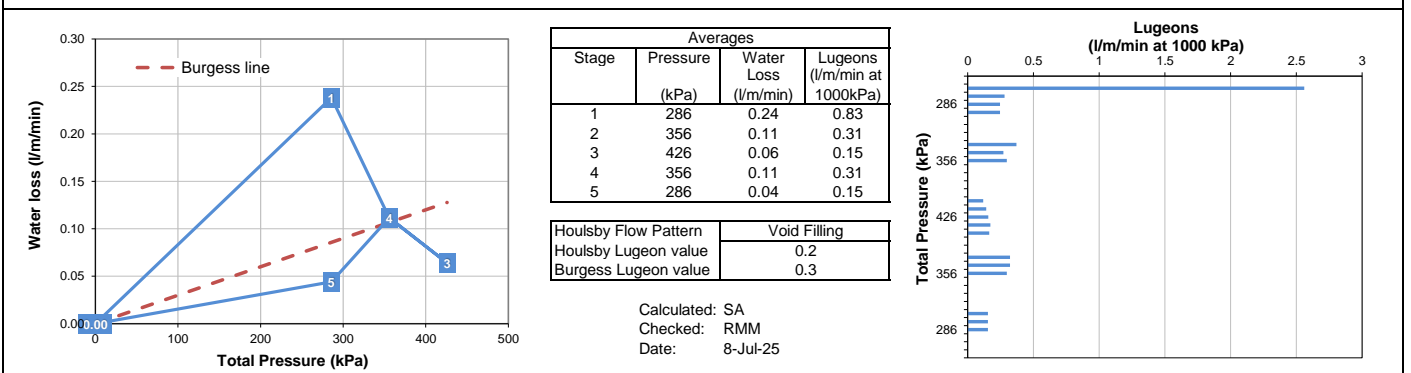 0.30
0.25
0.20
0.15
0.10
0.05
0.00
Water loss (l/m/min)
Burgess line
1
4
3
5
0.00
0 100 200 300 400 500
Total Pressure (kPa)
Averages
Stage Pressure Water Lugeons
Loss (l/m/min at
(kPa) (l/m/min) 1000kPa)
1 286 0.24 0.83
2 356 0.11 0.31
3 426 0.06 0.15
4 356 0.11 0.31
5 286 0.04 0.15
Houlsby Flow Pattern Void Filling
Houlsby Lugeon value 0.2
Burgess Lugeon value 0.3
Calculated: SA
Checked: RMM
Date: 8-Jul-25
Lugeons
(l/m/min at 1000 kPa)
0 0.5 1 1.5 2 2.5 3
Total Pressure (kPa)
286
356
426
356
286